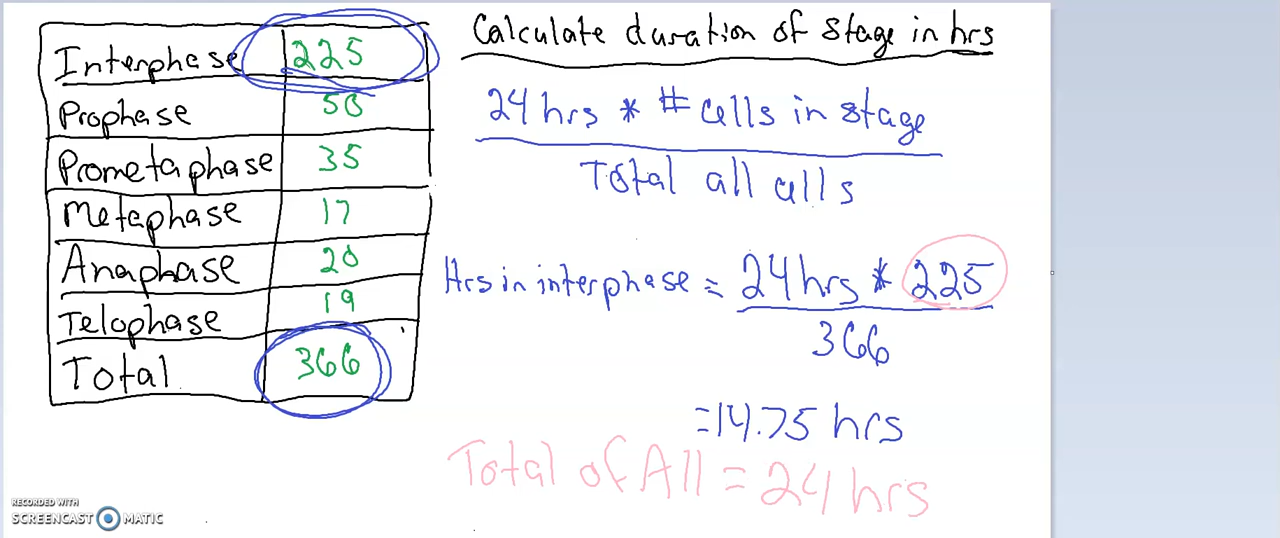 Interphase 225
Prophase 50
Prometaphase 35
Metaphase 17
Anaphase 20
Telophase 19
Total 366
Calculate duration of stage in hrs
24 hrs * # cells in stage
Total all cells
Hrs in interphase = 24 hrs * 225
366
=14.75 hrs
Total of All = 24 hrs
RECORDED WITH
SCREENCAST MATIC